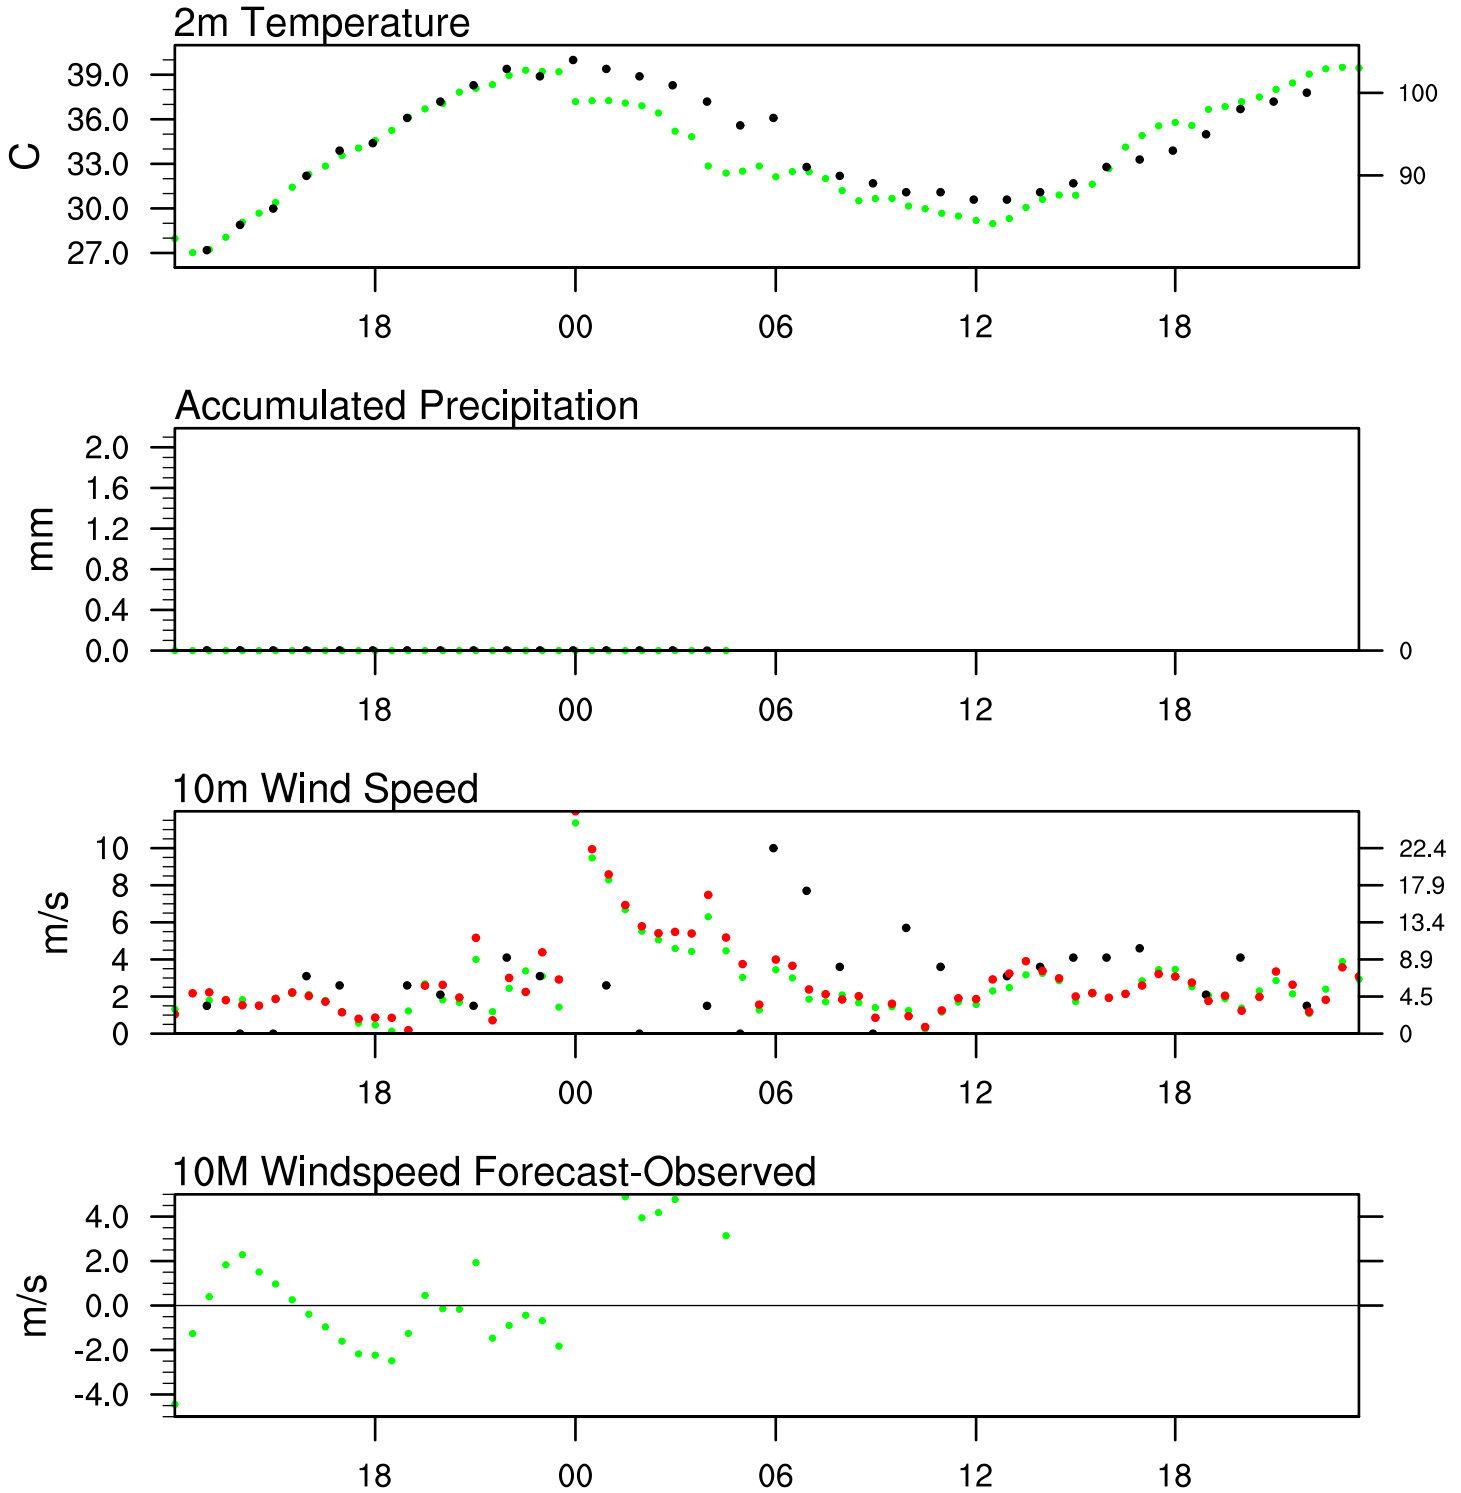 2m Temperature
39.0
36.0
33.0
30.0
27.0
C
100
90
18 00 06 12 18
Accumulated Precipitation
2.0
1.6
1.2
0.8
0.4
0.0
mm
0
18 00 06 12 18
10m Wind Speed
10
8
6
4
2
0
m/s
22.4
17.9
13.4
8.9
4.5
0
18 00 06 12 18
10M Windspeed Forecast-Observed
4.0
2.0
0.0
-2.0
-4.0
m/s
18 00 06 12 18